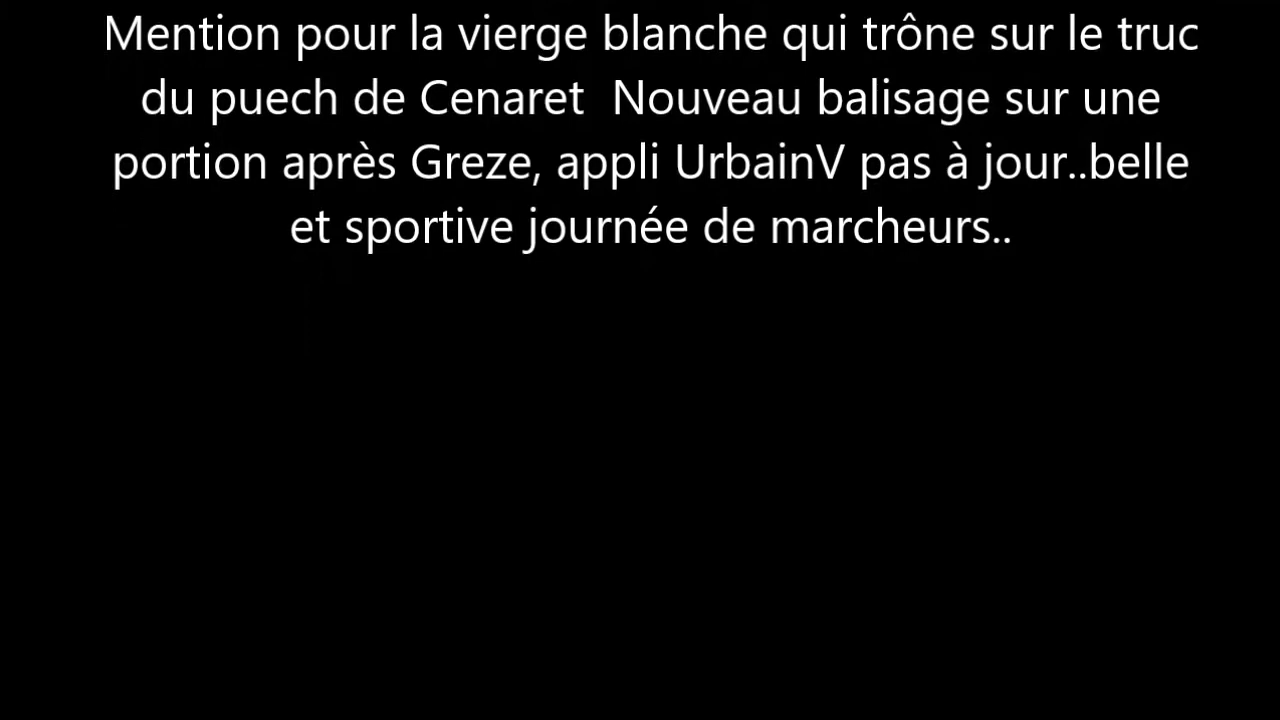 Mention pour la vierge blanche qui trône sur le truc
du puech de Cenaret  Nouveau balisage sur une
portion après Greze, appli UrbainV pas à jour..belle
et sportive journée de marcheurs..